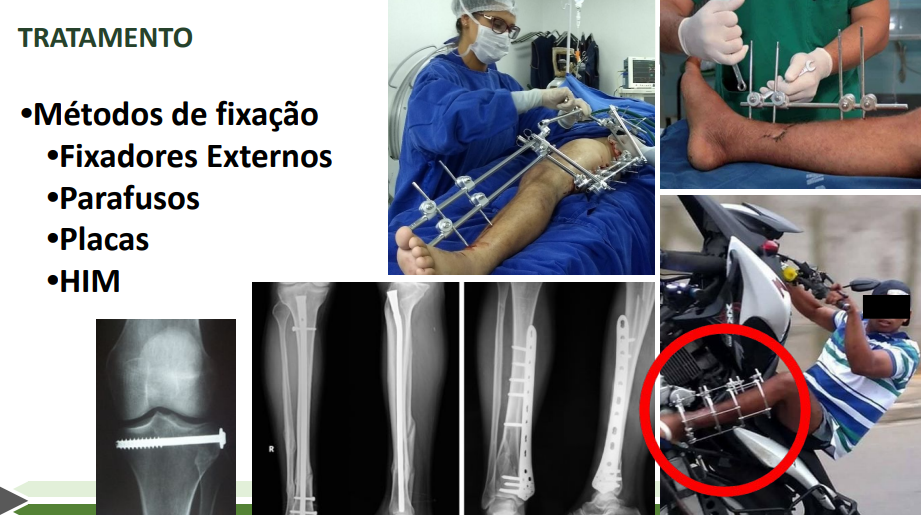 TRATAMENTO
•Métodos de fixação
•Fixadores Externos
•Parafusos
•Placas
•HIM
R